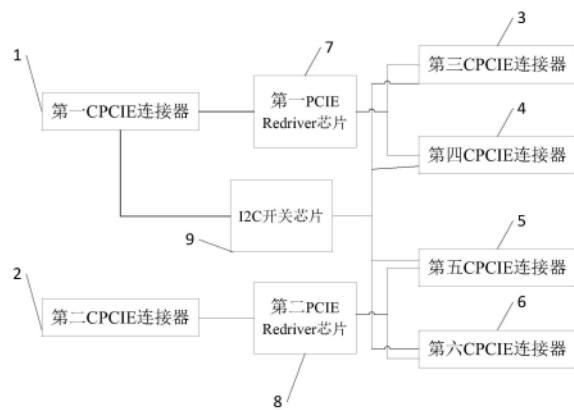 3
7
1
第三CPCIE连接器
第一PCIE
Redriver芯片
第一CPCIE连接器
4
第四CPCIE连接器
I2C开关芯片
9
5
第五CPCIE连接器
2
6
第二PCIE
Redriver芯片
第二CPCIE连接器
第六CPCIE连接器
8